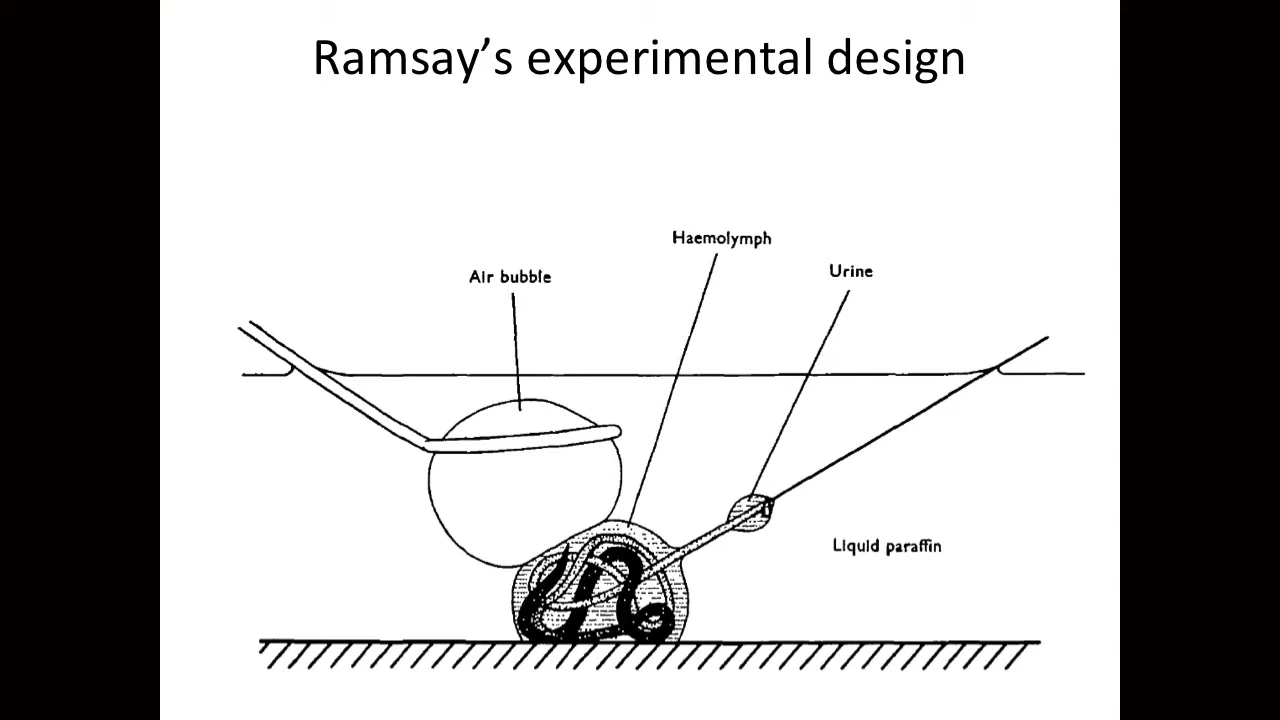 Ramsay’s experimental design
Haemolymph
Urine
Air bubble
Liquid paraffin